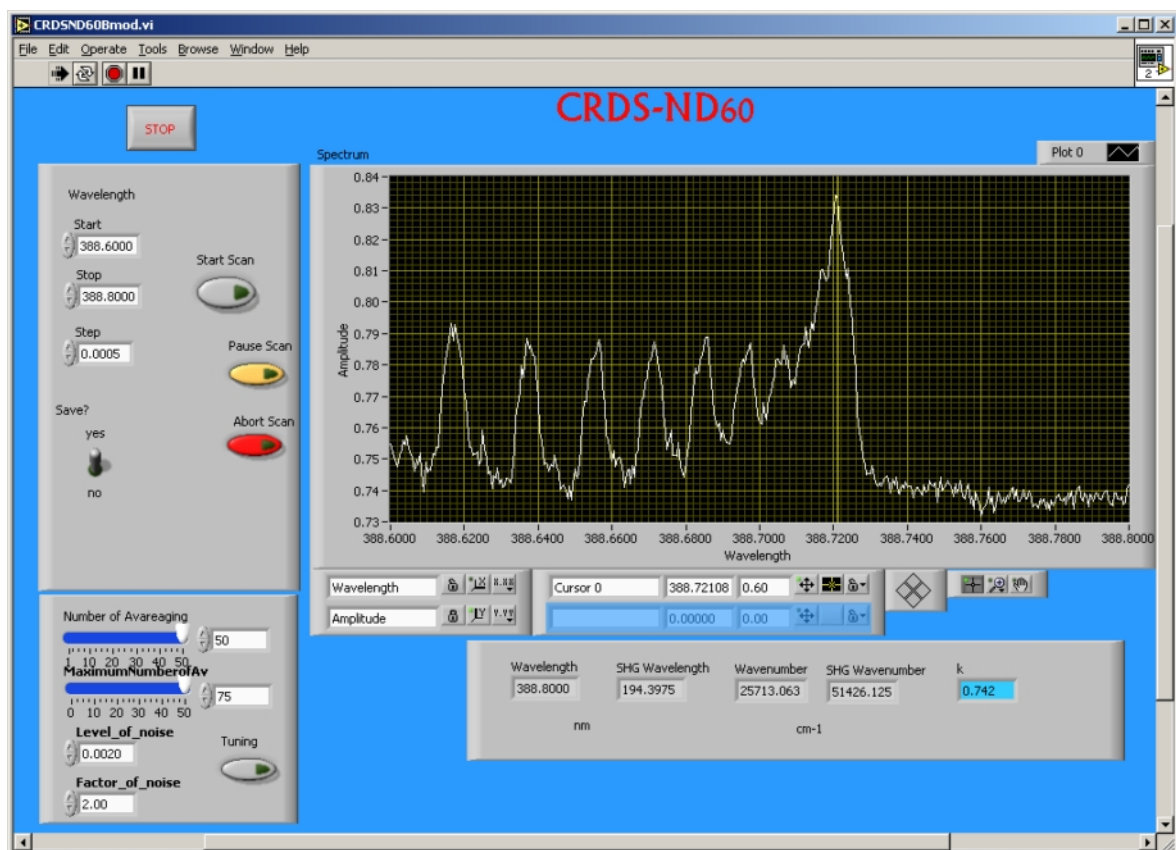 CRDSND60Bmod.vi
File Edit Operate Tools Browse Window Help
2
CRDS-ND60
STOP
Wavelength
Start
388.6000
Stop
388.8000
Step
0.0005
Start Scan
Pause Scan
Abort Scan
Save?
yes
no
Spectrum
Plot 0
Amplitude
0.84
0.83
0.82
0.81
0.80
0.79
0.78
0.77
0.76
0.75
0.74
0.73
388.6000 388.6200 388.6400 388.6600 388.6800 388.7000 388.7200 388.7400 388.7600 388.7800 388.8000
Wavelength
Wavelength
Amplitude
Cursor 0 388.72108 0.60
0.00000 0.00
Number of Avareaging
1 10 20 30 40 50
50
MaximumNumberofAv
0 10 20 30 40 50
75
Level_of_noise
0.0020
Factor_of_noise
2.00
Tuning
Wavelength SHG Wavelength Wavenumber SHG Wavenumber k
388.8000 194.3975 25713.063 51426.125 0.742
nm cm-1